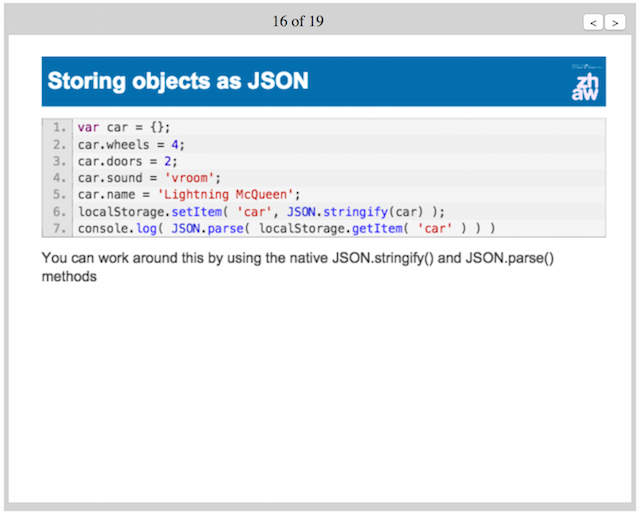 16 of 19
< >
Storing objects as JSON
zh
aw
1. var car = {};
2. car.wheels = 4;
3. car.doors = 2;
4. car.sound = 'vroom';
5. car.name = 'Lightning McQueen';
6. localStorage.setItem( 'car', JSON.stringify(car) );
7. console.log( JSON.parse( localStorage.getItem( 'car' ) ) )
You can work around this by using the native JSON.stringify() and JSON.parse()
methods